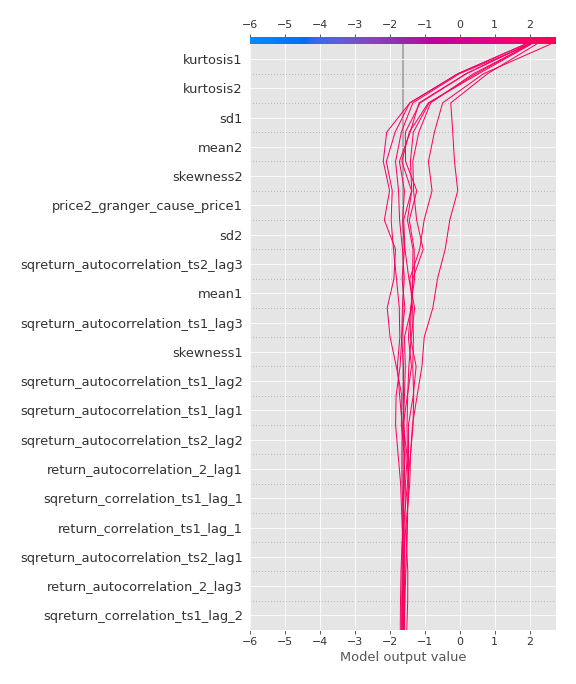 −6 −5 −4 −3 −2 −1 0 1 2
kurtosis1
kurtosis2
sd1
mean2
skewness2
price2_granger_cause_price1
sd2
sqreturn_autocorrelation_ts2_lag3
mean1
sqreturn_autocorrelation_ts1_lag3
skewness1
sqreturn_autocorrelation_ts1_lag2
sqreturn_autocorrelation_ts1_lag1
sqreturn_autocorrelation_ts2_lag2
return_autocorrelation_2_lag1
sqreturn_correlation_ts1_lag_1
return_correlation_ts1_lag_1
sqreturn_autocorrelation_ts2_lag1
return_autocorrelation_2_lag3
sqreturn_correlation_ts1_lag_2
−6 −5 −4 −3 −2 −1 0 1 2
Model output value